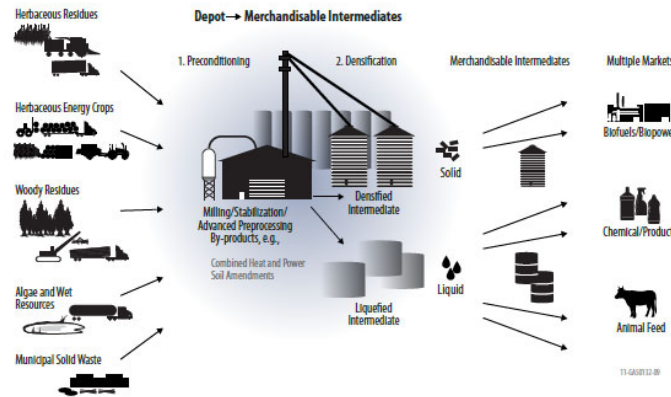 Depot→ Merchandisable Intermediates
Herbaceous Residues
1. Preconditioning
2. Densification
Merchandisable Intermediates
Multiple Markets
Herbaceous Energy Crops
Biofuels/Biopower
Solid
Woody Residues
Milling/Stabilization/
Advanced Preprocessing
By-products, e.g.,
Densified
Intermediate
Combined Heat and Power
Soil Amendments
Chemical/Product
Algae and Wet
Resources
Liquid
Liquefied
Intermediate
Animal Feed
Municipal Solid Waste